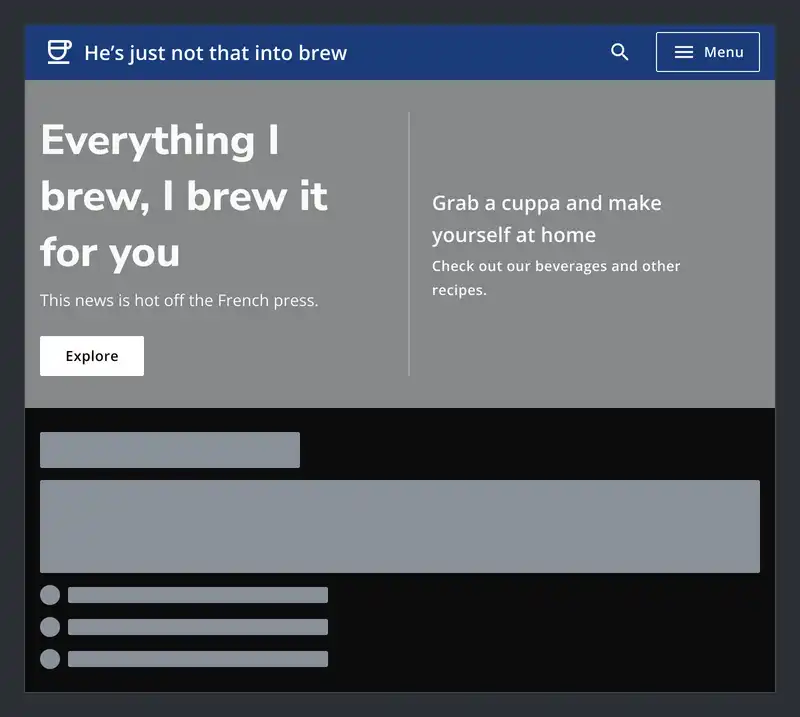 He’s just not that into brew
Menu
Everything I
brew, I brew it
for you
This news is hot off the French press.
Explore
Grab a cuppa and make
yourself at home
Check out our beverages and other
recipes.